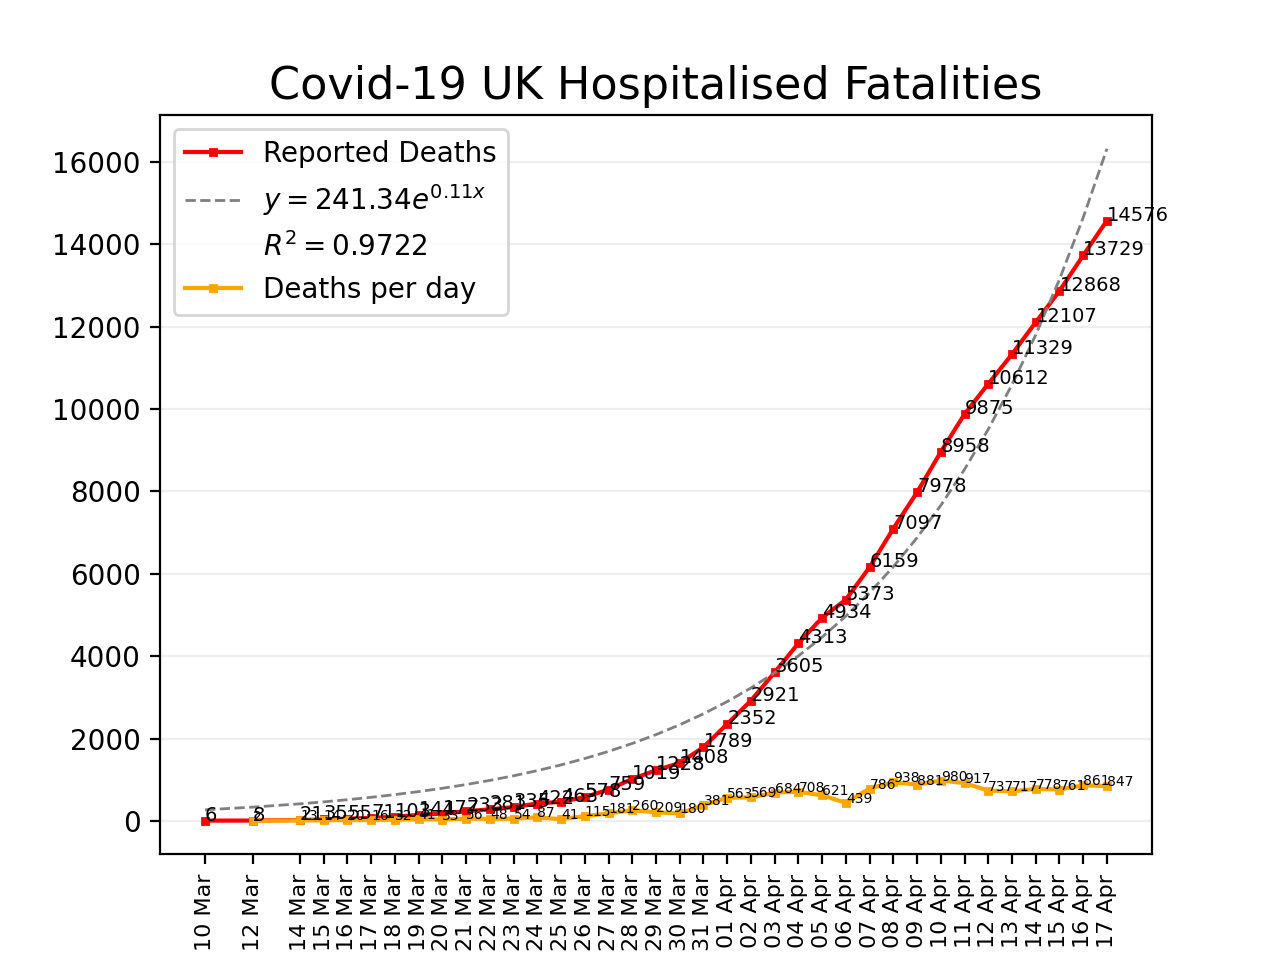 Covid-19 UK Hospitalised Fatalities
Reported Deaths
y = 241.34e^0.11x
R² = 0.9722
Deaths per day
16000
14000
12000
10000
8000
6000
4000
2000
0
14576
13729
12868
12107
11329
10612
9875
8958
7978
7097
6159
5373
4934
4313
3605
2921
2352
1789
1408
1228
1019
759
578
6
381
563
569
684
708
621
439
786
938
881
980
917
737
717
778
761
861
847
48
54
87
41
115
181
260
209
180
10 Mar
12 Mar
14 Mar
15 Mar
16 Mar
17 Mar
18 Mar
19 Mar
20 Mar
21 Mar
22 Mar
23 Mar
24 Mar
25 Mar
26 Mar
27 Mar
28 Mar
29 Mar
30 Mar
31 Mar
01 Apr
02 Apr
03 Apr
04 Apr
05 Apr
06 Apr
07 Apr
08 Apr
09 Apr
10 Apr
11 Apr
12 Apr
13 Apr
14 Apr
15 Apr
16 Apr
17 Apr